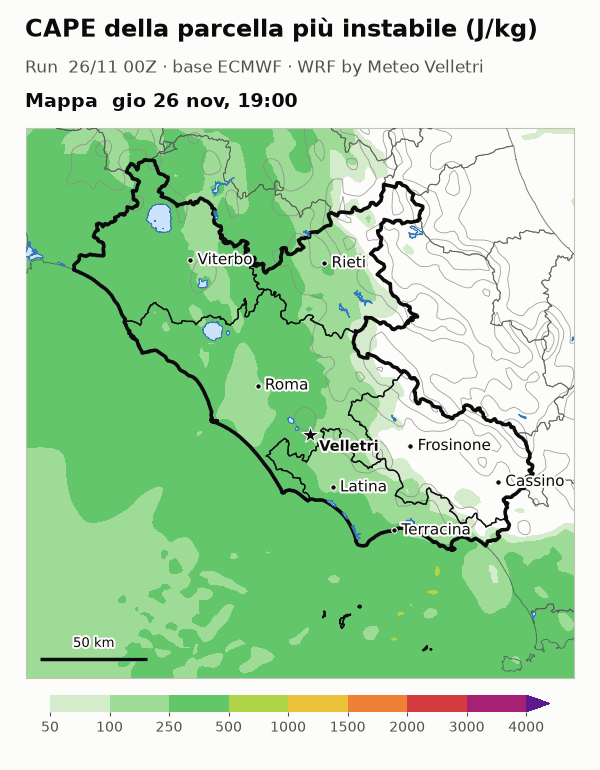 CAPE della parcella più instabile (J/kg)
Run  26/11 00Z · base ECMWF · WRF by Meteo Velletri
Mappa  gio 26 nov, 19:00
Viterbo
Rieti
Roma
Velletri
Frosinone
Cassino
Latina
Terracina
50 km
50 100 250 500 1000 1500 2000 3000 4000